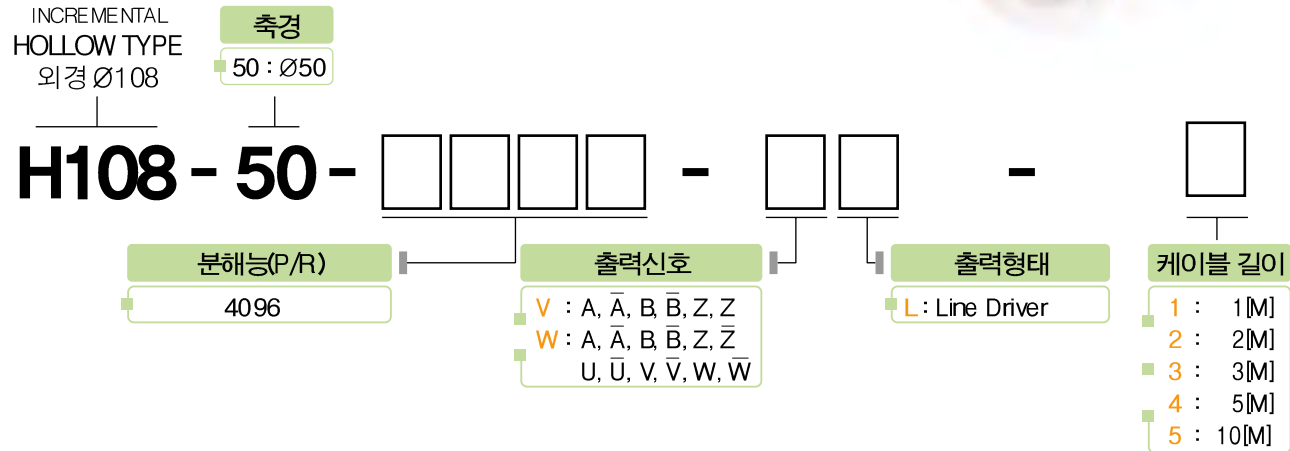 INCREMENTAL
HOLLOW TYPE
외경 Ø108
축경
50 : Ø50
H108 - 50 - □□□□ - □□ - □
분해능(P/R)
4096
출력신호
V : A, A̅, B, B̅, Z, Z
W : A, A̅, B, B̅, Z, Z̅
U, U̅, V, V̅, W, W̅
출력형태
L : Line Driver
케이블 길이
1 : 1[M]
2 : 2[M]
3 : 3[M]
4 : 5[M]
5 : 10[M]